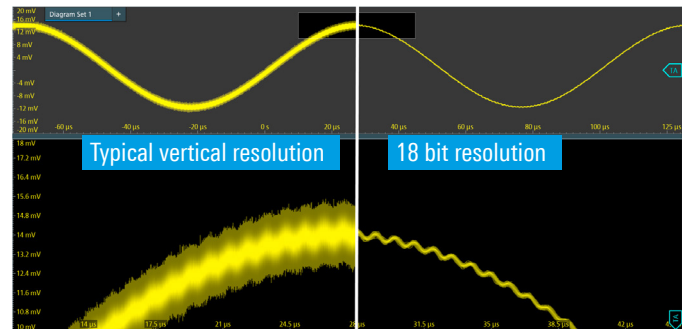 20 mV
Diagram Set 1 +
16 mV
8 mV
4 mV
-4 mV
-8 mV
-12 mV
-16 mV
-20 mV
1A
-60 µs -40 µs -20 µs 0 s 20 µs 40 µs 60 µs 80 µs 100 µs 125 µs
18 mV
Typical vertical resolution
18 bit resolution
17.2 mV
16.4 mV
15.6 mV
14.8 mV
14 mV
13.2 mV
12.4 mV
11.6 mV
10.8 mV
10 mV
14 µs 17.5 µs 21 µs 24.5 µs 31.5 µs 35 µs 38.5 µs 42 µs
1A